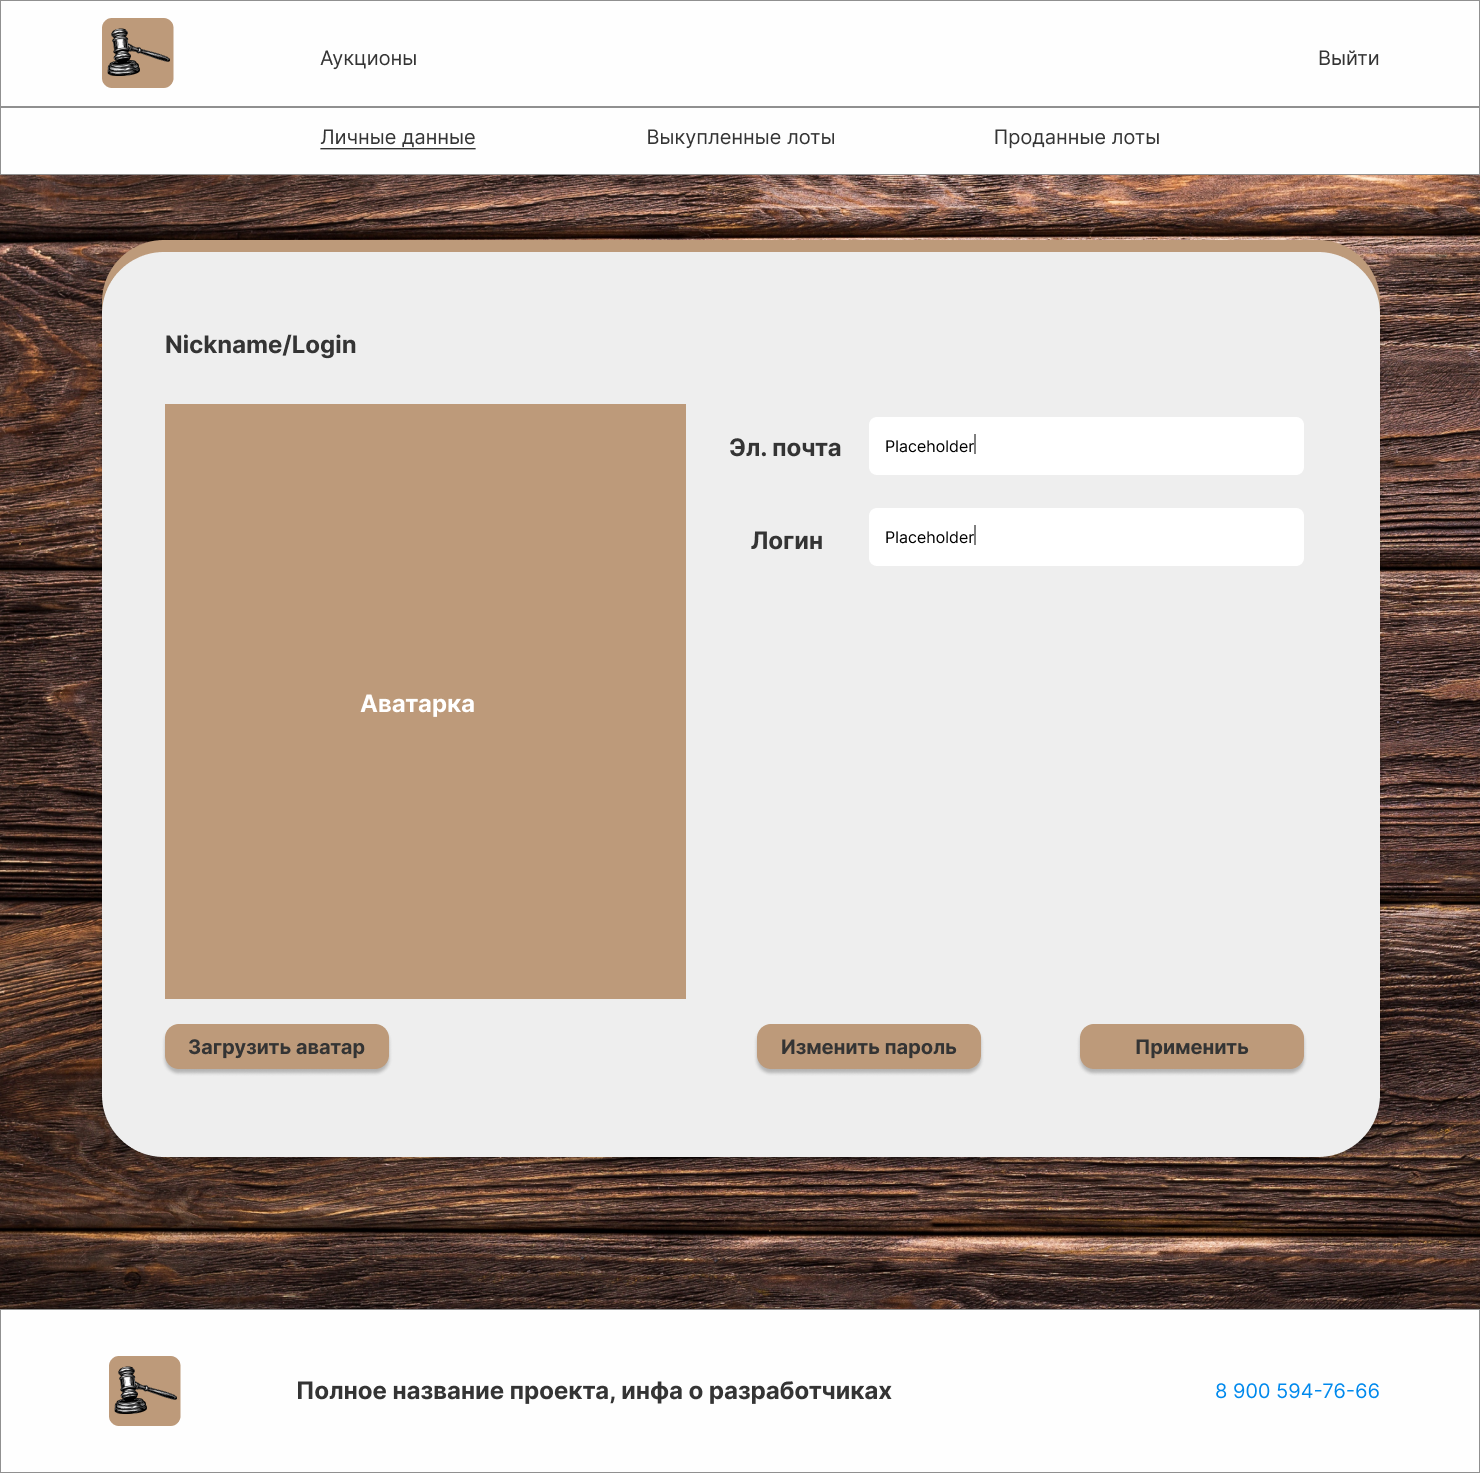 Аукционы
Выйти
Личные данные
Выкупленные лоты
Проданные лоты
Nickname/Login
Эл. почта
Placeholder
Логин
Placeholder
Аватарка
Загрузить аватар
Изменить пароль
Применить
Полное название проекта, инфа о разработчиках
8 900 594-76-66